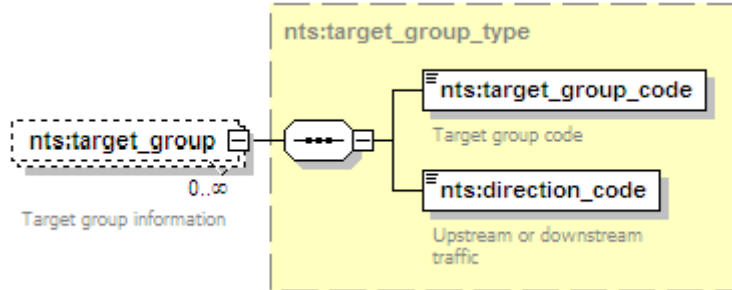 nts:target_group_type
nts:target_group_code
Target group code
nts:target_group
0..∞
Target group information
nts:direction_code
Upstream or downstream
traffic